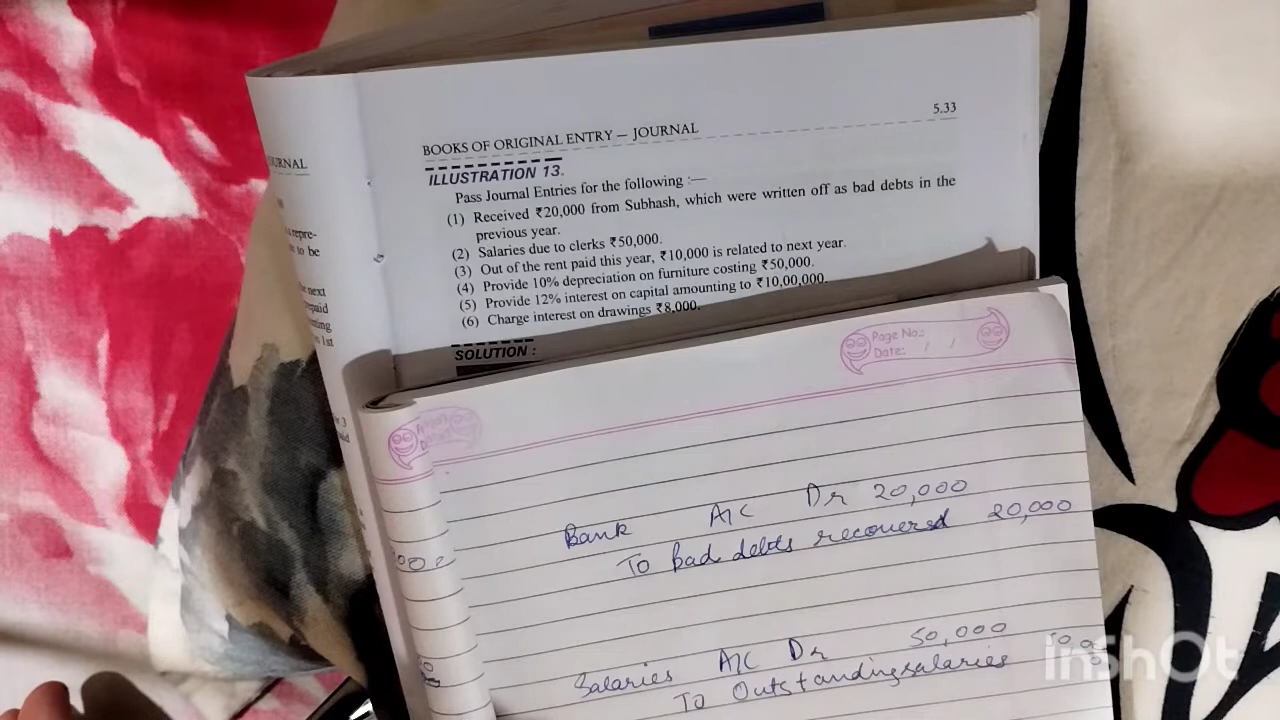 5.33
BOOKS OF ORIGINAL ENTRY – JOURNAL
ILLUSTRATION 13.
Pass Journal Entries for the following :—
(1) Received ₹20,000 from Subhash, which were written off as bad debts in the
previous year.
(2) Salaries due to clerks ₹50,000.
(3) Out of the rent paid this year, ₹10,000 is related to next year.
(4) Provide 10% depreciation on furniture costing ₹50,000.
(5) Provide 12% interest on capital amounting to ₹10,00,000.
(6) Charge interest on drawings ₹8,000.
SOLUTION :
Page No.:
Date: / /
Bank A/C Dr 20,000
To bad debts recovered 20,000
Salaries A/C Dr 50,000
To Outstanding salaries
InShOt